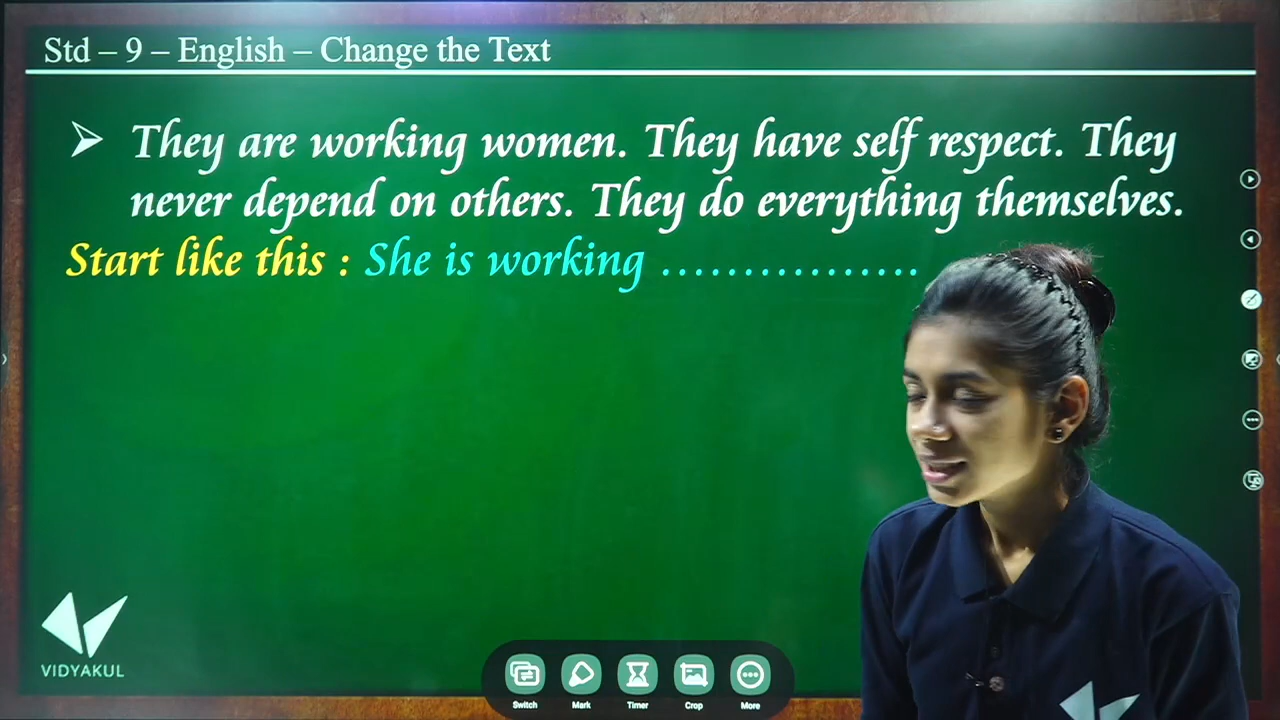 Std – 9 – English – Change the Text
➢ They are working women. They have self respect. They
never depend on others. They do everything themselves.
Start like this : She is working ................
VIDYAKUL
Switch
Mark
Timer
Crop
More